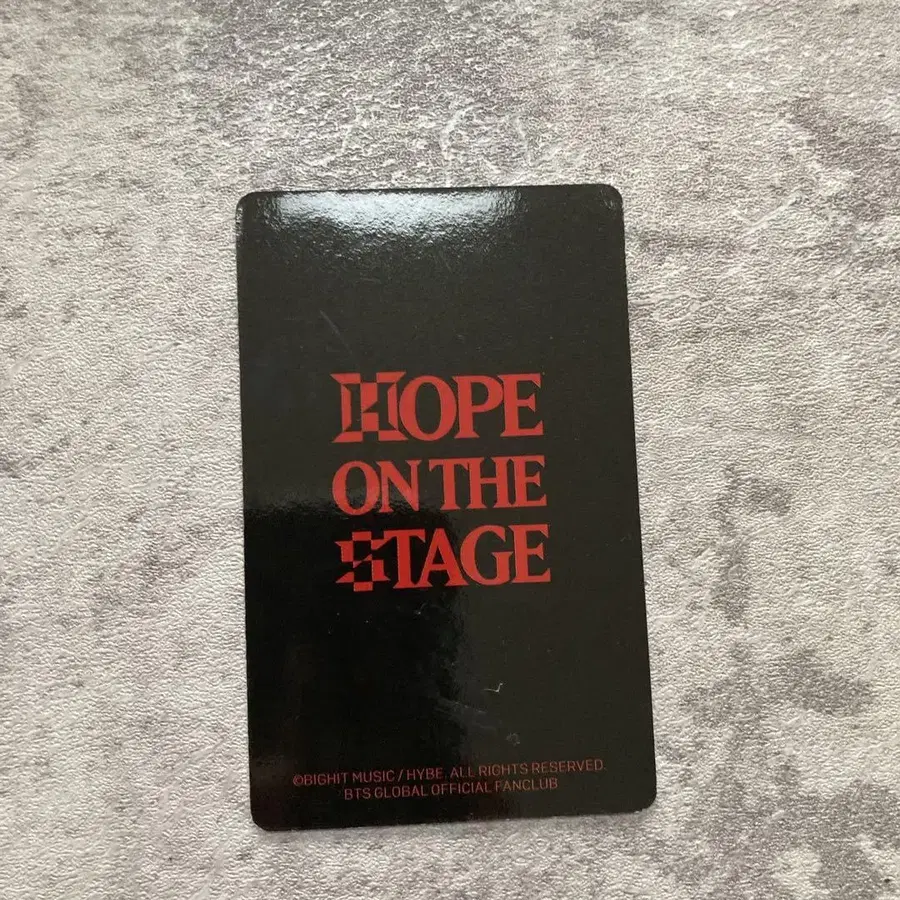 HOPE
ON THE
STAGE
©BIGHIT MUSIC / HYBE. ALL RIGHTS RESERVED.
BTS GLOBAL OFFICIAL FANCLUB